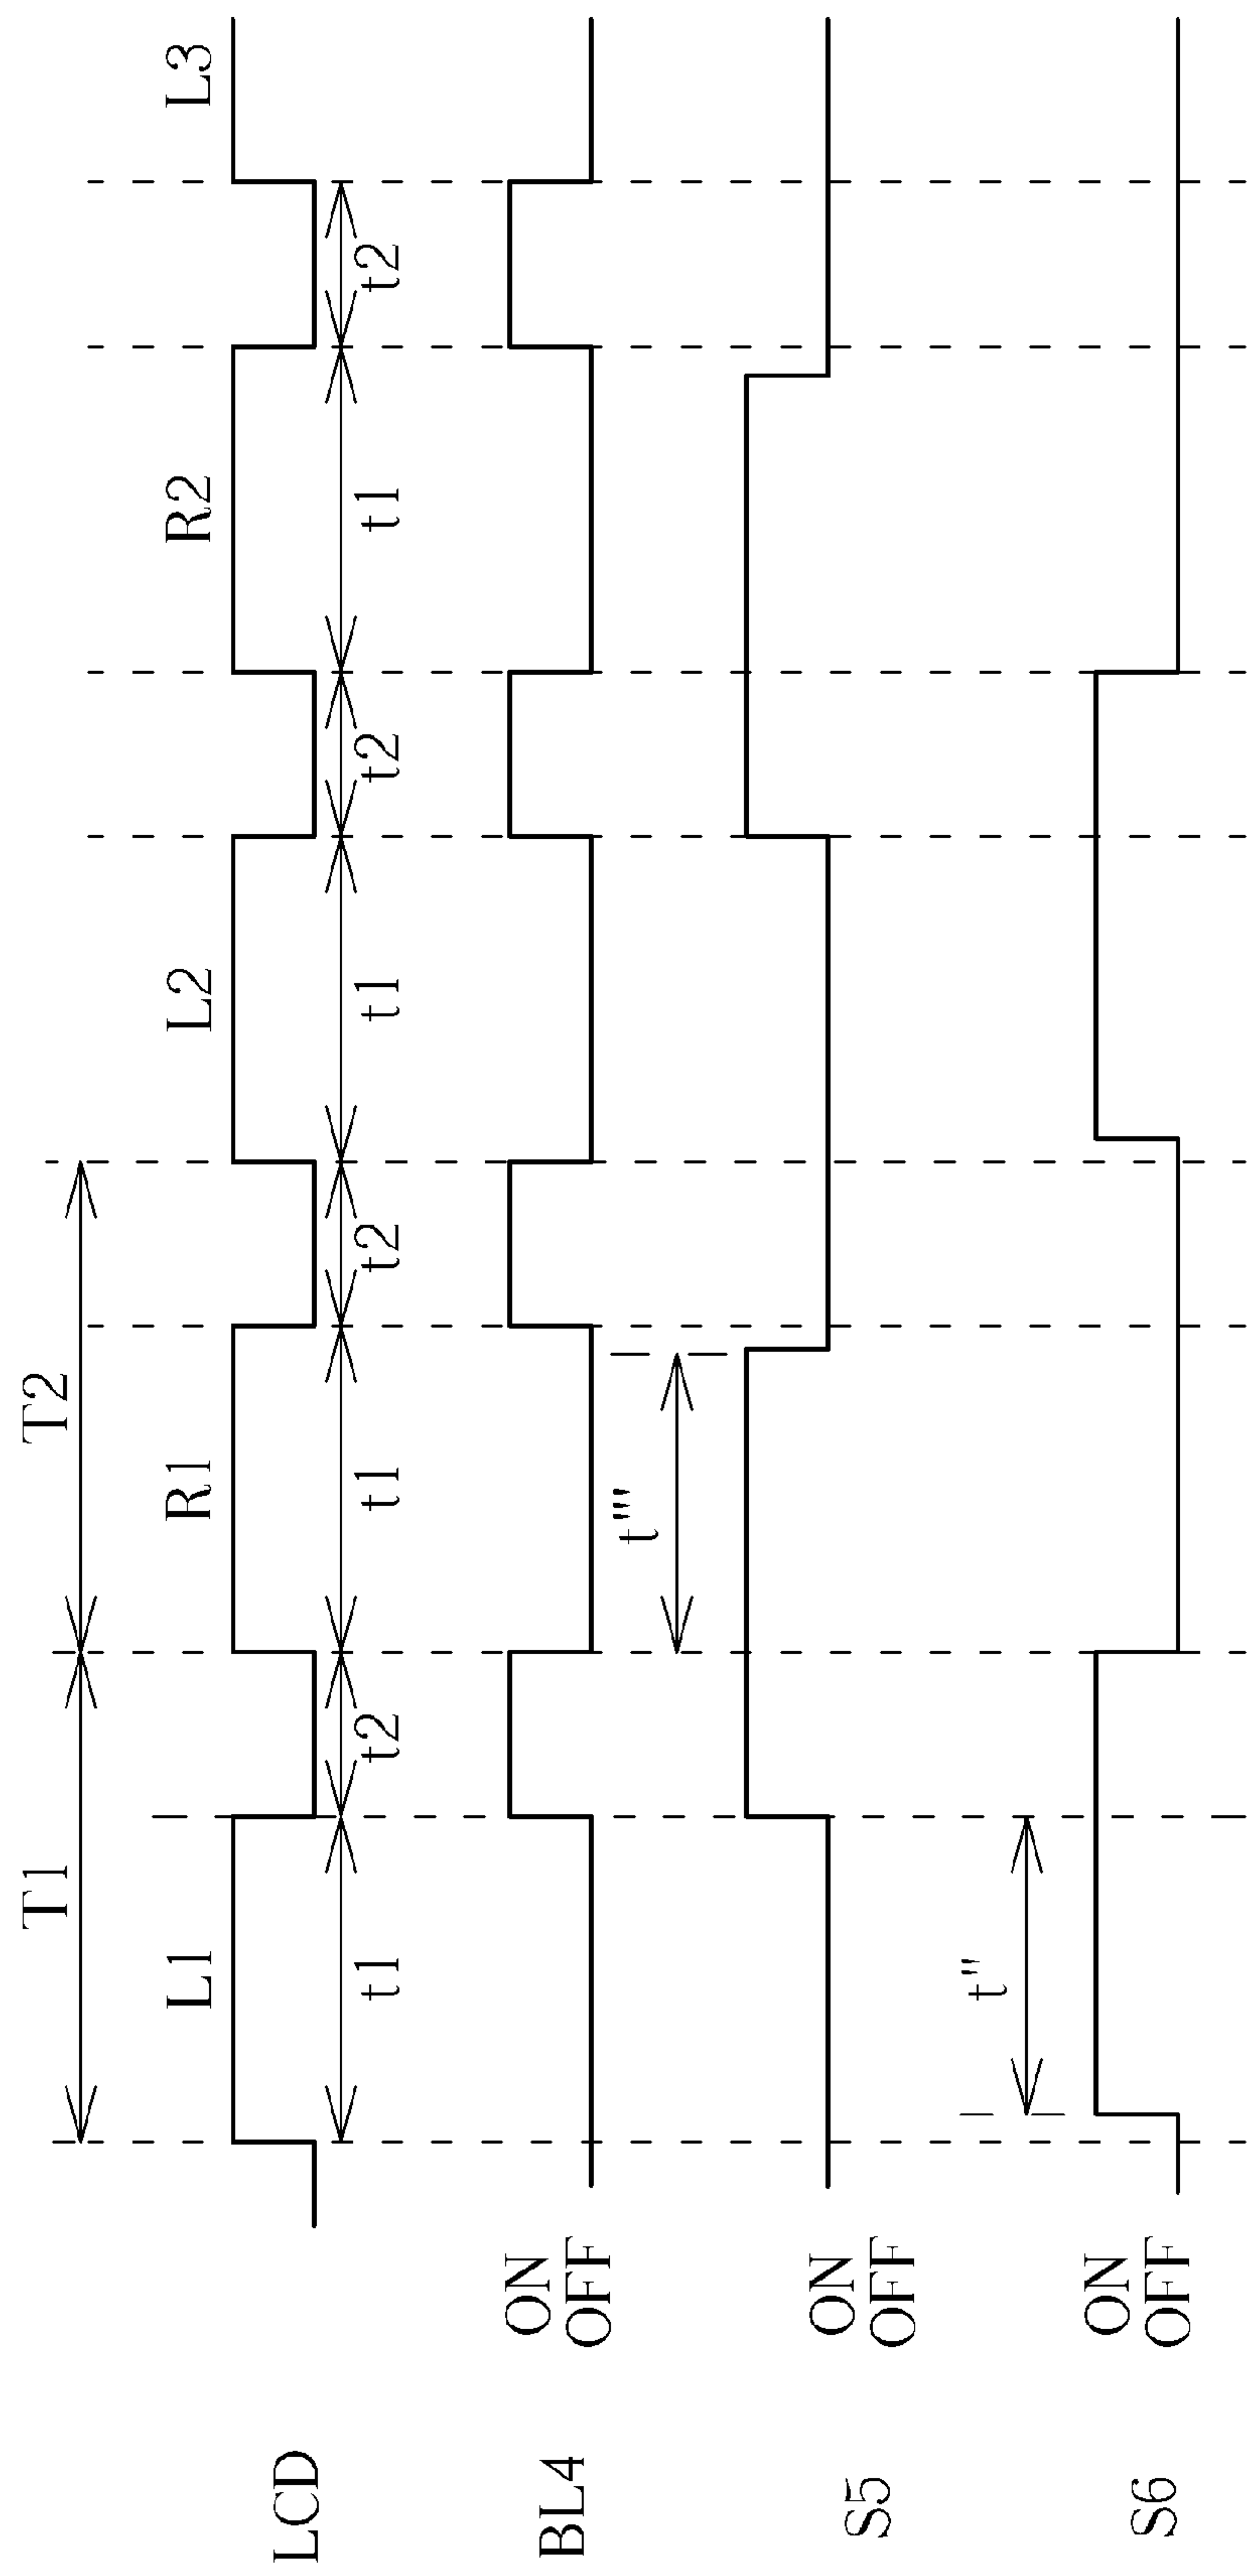 T1 T2
L1 R1 L2 R2 L3
LCD
t1 t2 t1 t2 t1 t2 t1 t2
BL4 ON
OFF
t'''
S5 ON
OFF
t''
S6 ON
OFF